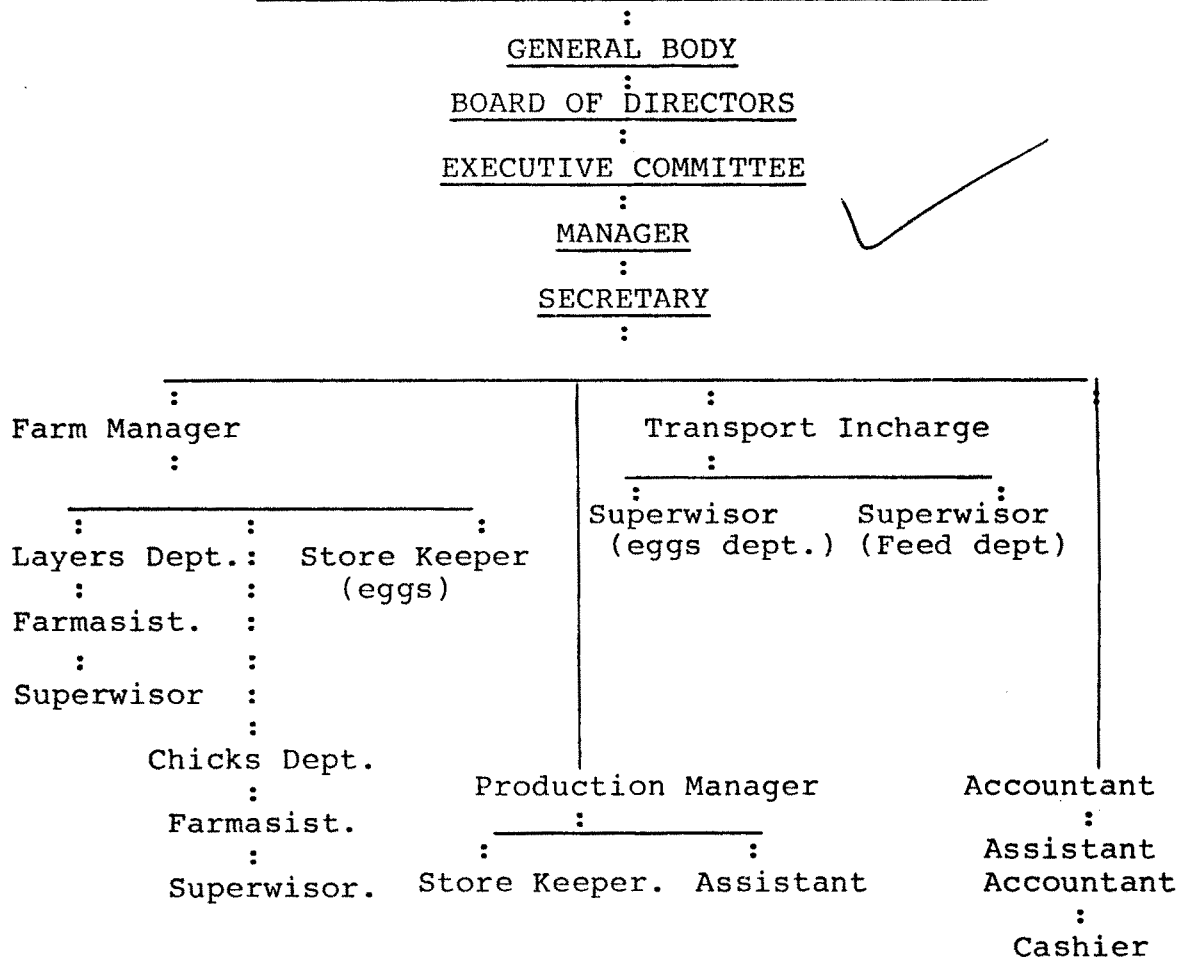 GENERAL BODY
BOARD OF DIRECTORS
EXECUTIVE COMMITTEE
MANAGER
SECRETARY
Farm Manager
Transport Incharge
Superwisor Superwisor
(eggs dept.) (Feed dept)
Layers Dept. Store Keeper
(eggs)
Farmasist.
Superwisor
Chicks Dept.
Farmasist.
Superwisor.
Production Manager
Store Keeper. Assistant
Accountant
Assistant
Accountant
Cashier